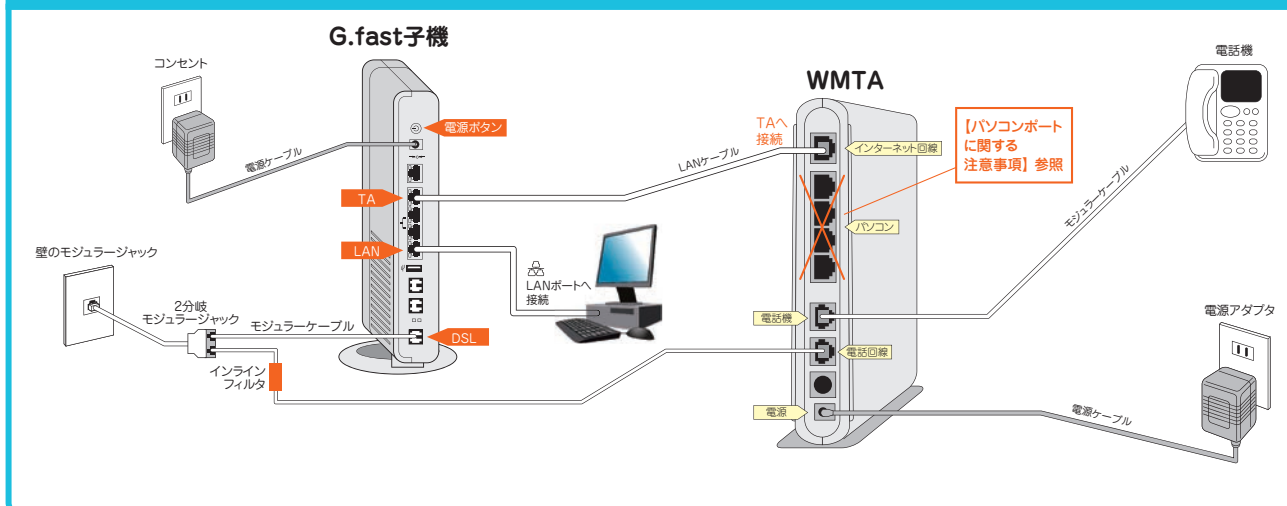 G.fast子機
コンセント
電源ケーブル
電源ボタン
TA
LAN
DSL
壁のモジュラージャック
2分岐
モジュラージャック
モジュラーケーブル
インライン
フィルタ
LANポートへ
接続
LANケーブル
WMTA
TAへ
接続
インターネット回線
パソコン
【パソコンポート
に関する
注意事項】参照
電話機
モジュラーケーブル
電話機
電話回線
電源
電源ケーブル
電源アダプタ